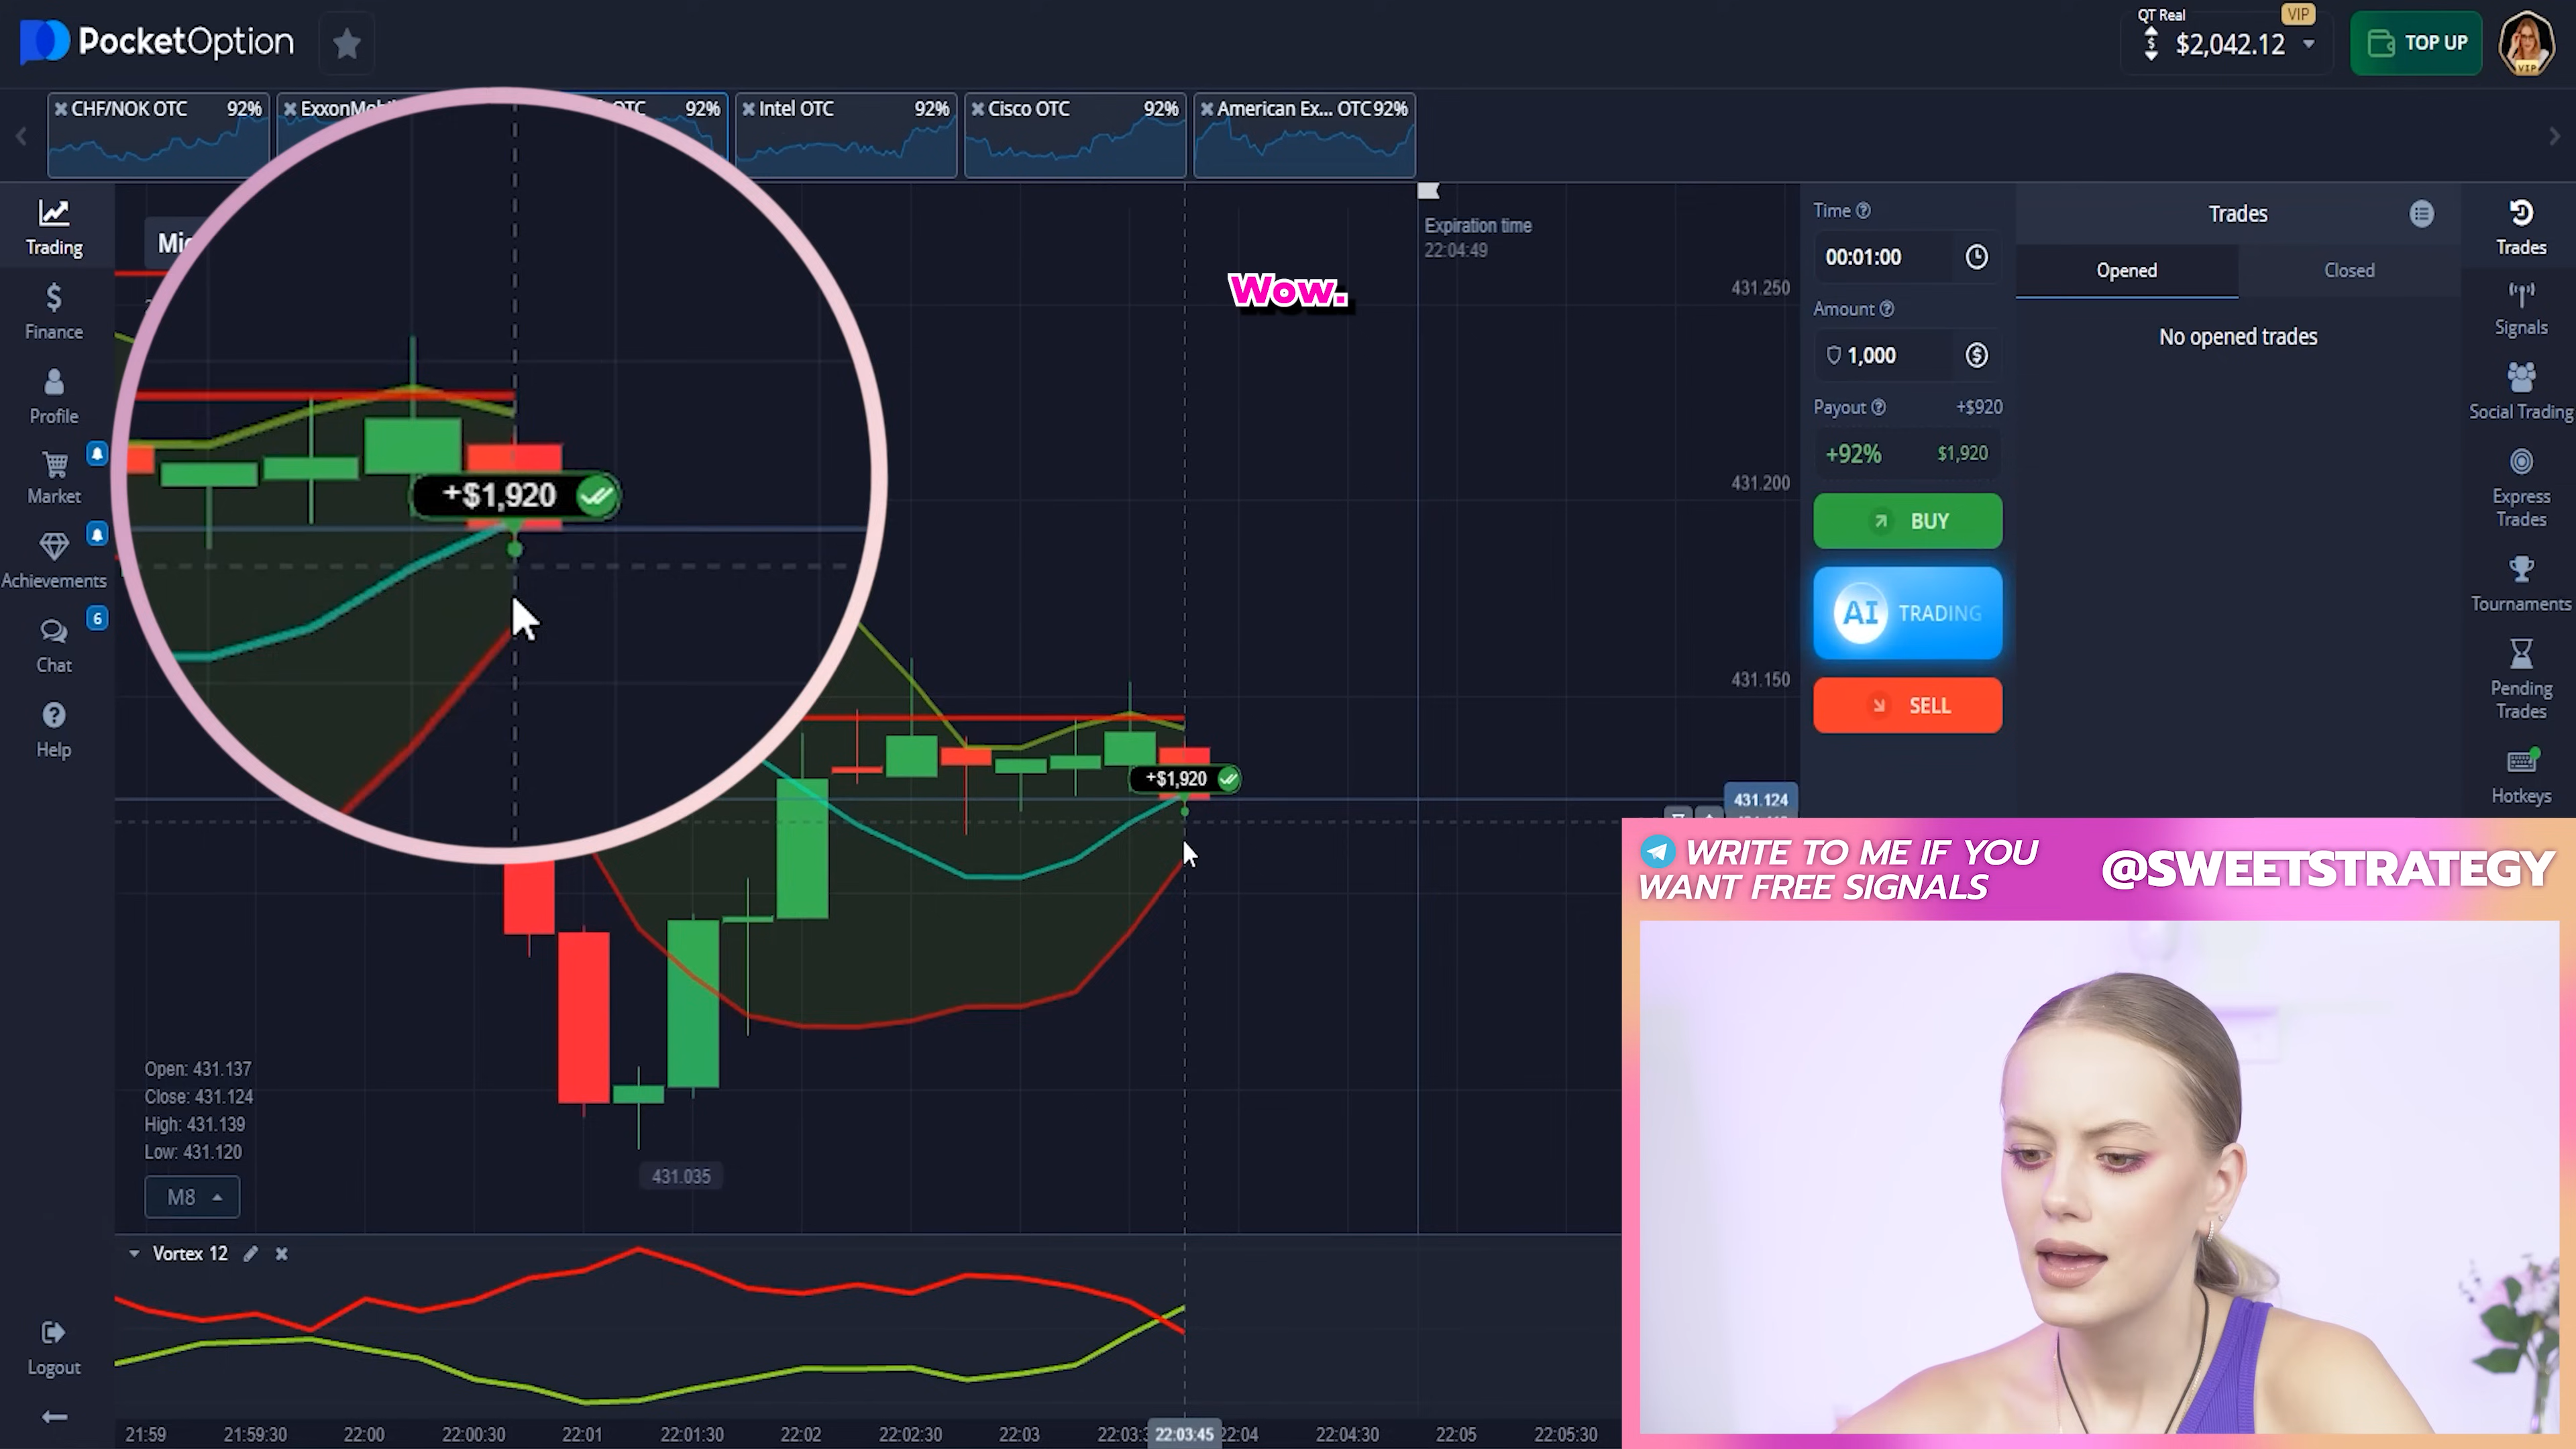 PocketOption
QT Real
VIP
$2,042.12
TOP UP
VIP
CHF/NOK OTC 92%
ExxonMobi
OTC 92%
Intel OTC 92%
Cisco OTC 92%
American Ex... OTC 92%
Trading
Finance
Profile
Market
Achievements
6
Chat
Help
Logout
Mic
+$1,920
Wow.
Expiration time
22:04:49
431.250
431.200
431.150
431.124
+$1,920
431.035
Open: 431.137
Close: 431.124
High: 431.139
Low: 431.120
M8
Vortex 12
21:59 21:59:30 22:00 22:00:30 22:01 22:01:30 22:02 22:02:30 22:03 22:03:45 22:04 22:04:30 22:05 22:05:30
Time
00:01:00
Amount
1,000
Payout +$920
+92% $1,920
BUY
AI TRADING
SELL
Trades
Opened Closed
No opened trades
Trades
Signals
Social Trading
Express
Trades
Tournaments
Pending
Trades
Hotkeys
WRITE TO ME IF YOU
WANT FREE SIGNALS
@SWEETSTRATEGY